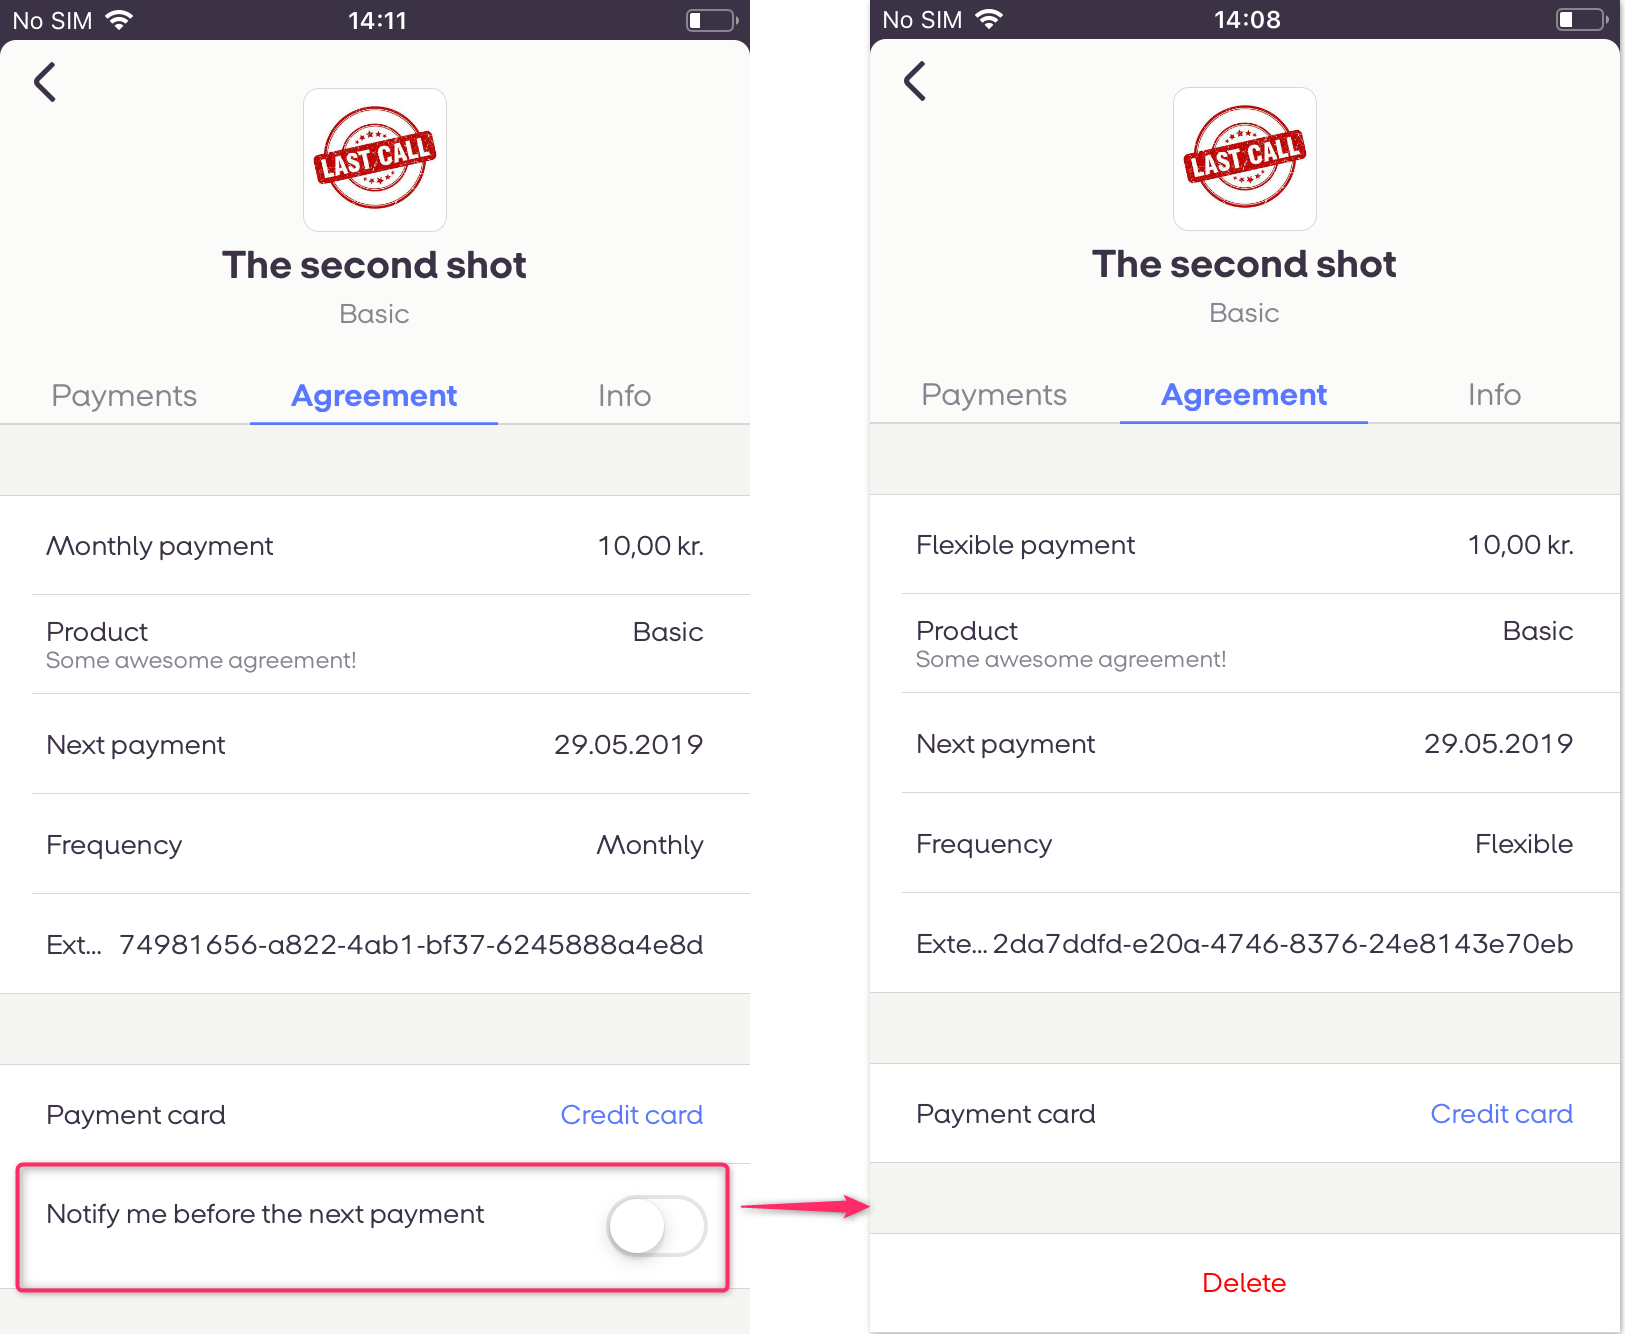 No SIM 14:11
LAST CALL
The second shot
Basic
Payments Agreement Info
Monthly payment 10,00 kr.
Product Basic
Some awesome agreement!
Next payment 29.05.2019
Frequency Monthly
Ext... 74981656-a822-4ab1-bf37-6245888a4e8d
Payment card Credit card
Notify me before the next payment
No SIM 14:08
LAST CALL
The second shot
Basic
Payments Agreement Info
Flexible payment 10,00 kr.
Product Basic
Some awesome agreement!
Next payment 29.05.2019
Frequency Flexible
Exte... 2da7ddfd-e20a-4746-8376-24e8143e70eb
Payment card Credit card
Delete